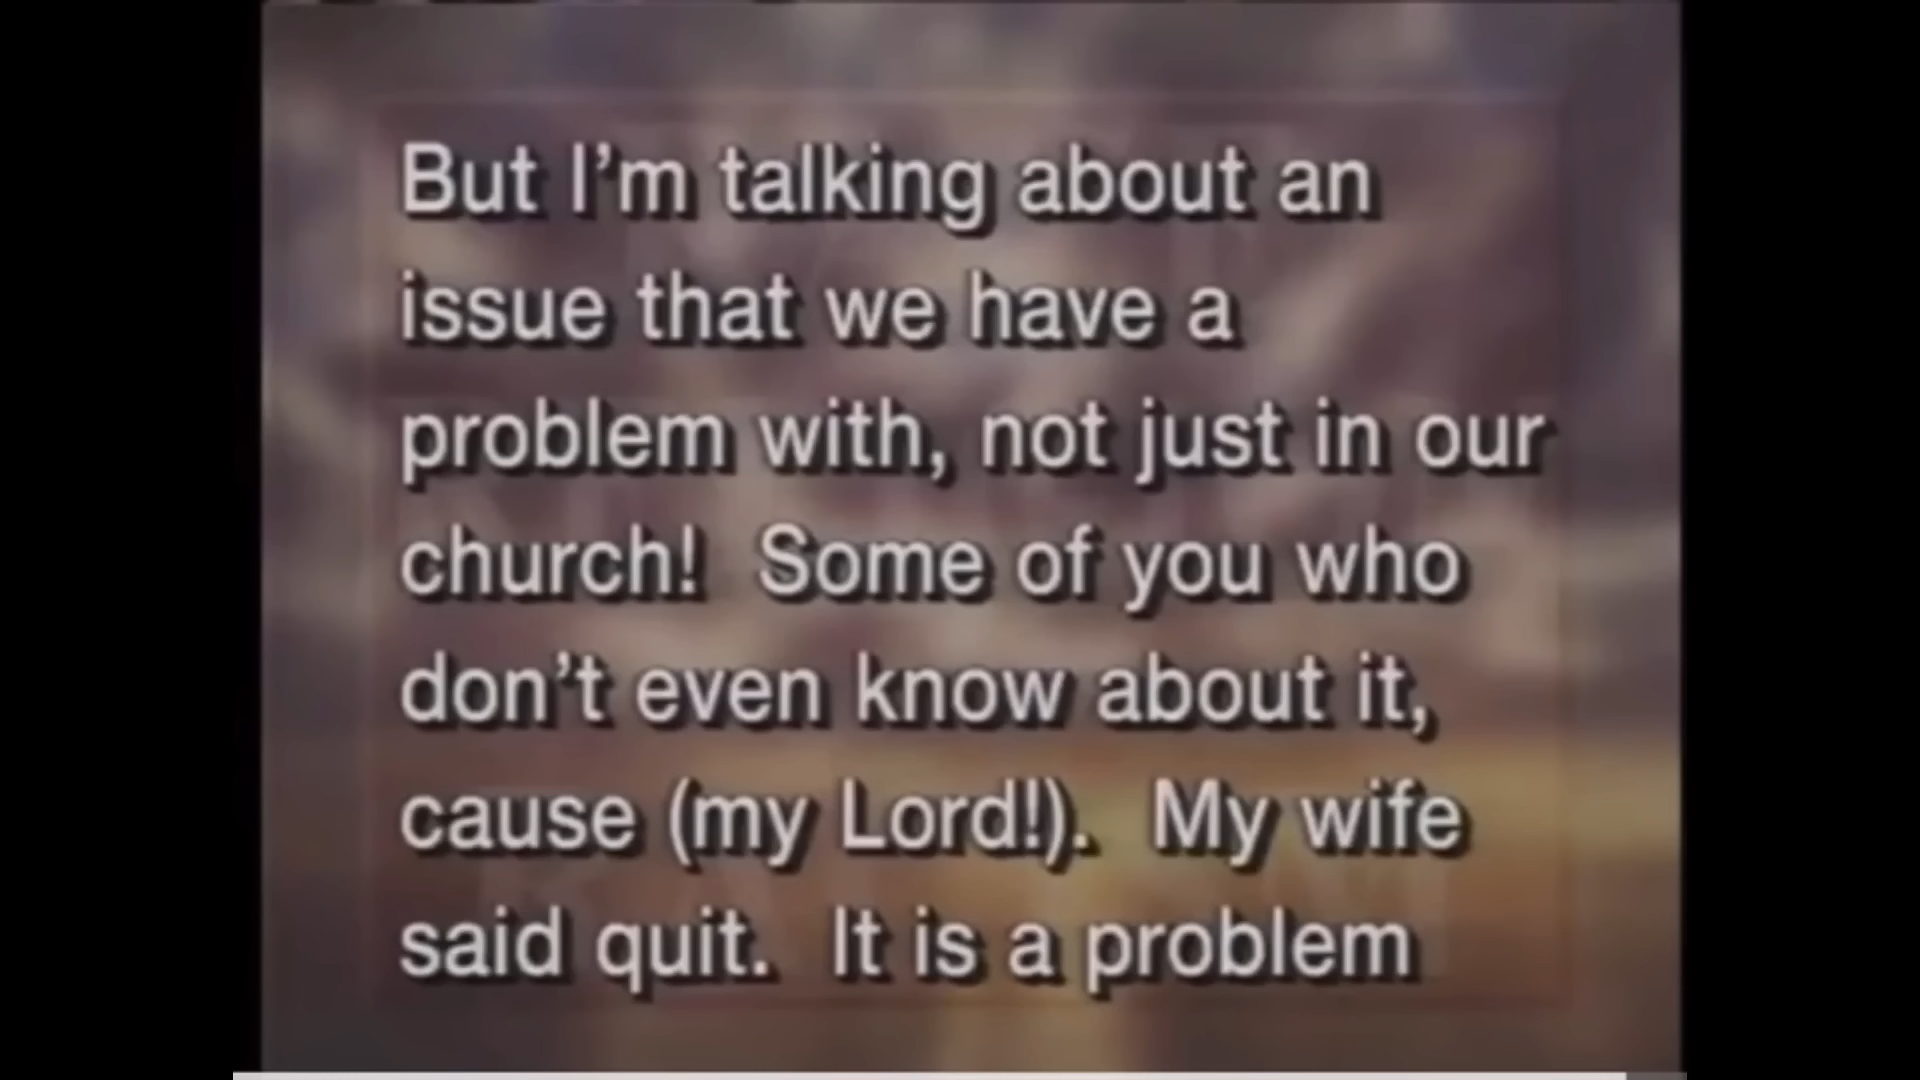 But I'm talking about an
issue that we have a
problem with, not just in our
church!  Some of you who
don't even know about it,
cause (my Lord!).  My wife
said quit.  It is a problem